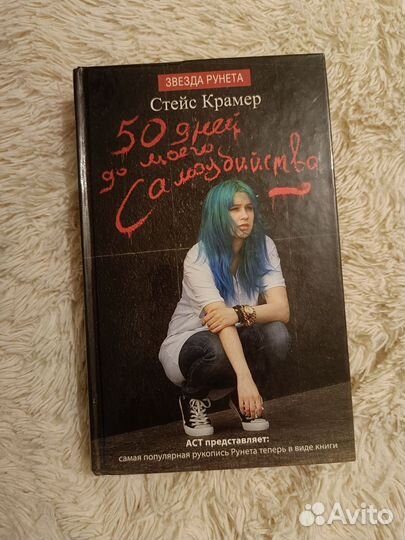 ЗВЕЗДА РУНЕТА
Стейс Крамер
50 дней
до моего
Самоубийства
АСТ представляет:
самая популярная рукопись Рунета теперь в виде книги
Avito